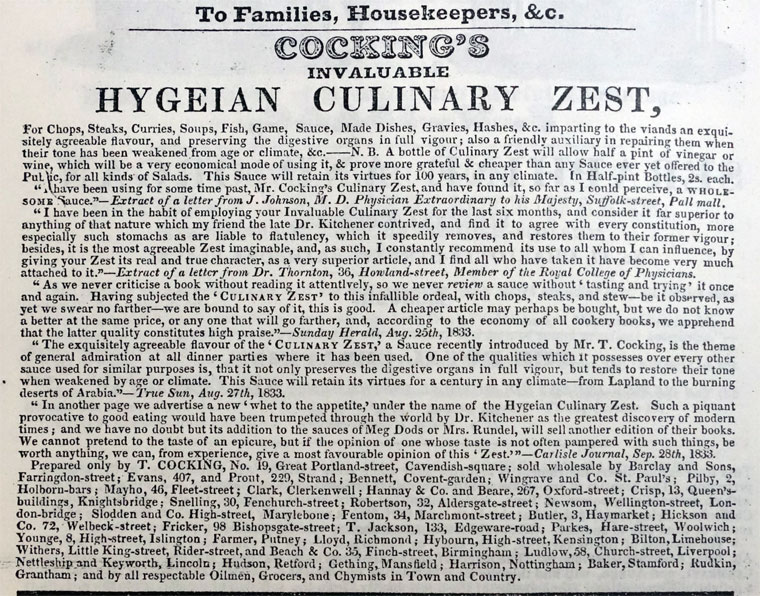 To Families, Housekeepers, &c.
COCKING'S
INVALUABLE
HYGEIAN CULINARY ZEST,
For Chops, Steaks, Curries, Soups, Fish, Game, Sauce, Made Dishes, Gravies, Hashes, &c. imparting to the viands an exqui-
sitely agreeable flavour, and preserving the digestive organs in full vigour; also a friendly auxiliary in repairing them when
their tone has been weakened from age or climate, &c.——N. B. A bottle of Culinary Zest will allow half a pint of vinegar or
wine, which will be a very economical mode of using it, & prove more grateful & cheaper than any Sauce ever yet offered to the
Public, for all kinds of Salads. This Sauce will retain its virtues for 100 years, in any climate. In Half-pint Bottles, 2s. each.
"I have been using for some time past, Mr. Cocking's Culinary Zest, and have found it, so far as I could perceive, a WHOLE-
SOME Sauce."—Extract of a letter from J. Johnson, M. D. Physician Extraordinary to his Majesty, Suffolk-street, Pall mall.
"I have been in the habit of employing your Invaluable Culinary Zest for the last six months, and consider it far superior to
anything of that nature which my friend the late Dr. Kitchener contrived, and find it to agree with every constitution, more
especially such stomachs as are liable to flatulency, which it speedily removes, and restores them to their former vigour;
besides, it is the most agreeable Zest imaginable, and, as such, I constantly recommend its use to all whom I can influence, by
giving your Zest its real and true character, as a very superior article, and I find all who have taken it have become very much
attached to it."—Extract of a letter from Dr. Thornton, 36, Howland-street, Member of the Royal College of Physicians.
"As we never criticise a book without reading it attentively, so we never review a sauce without 'tasting and trying' it once
and again. Having subjected the 'CULINARY ZEST' to this infallible ordeal, with chops, steaks, and stew—be it observed, as
yet we swear no farther—we are bound to say of it, this is good. A cheaper article may perhaps be bought, but we do not know
a better at the same price, or any one that will go farther, and, according to the economy of all cookery books, we apprehend
that the latter quality constitutes high praise."—Sunday Herald, Aug. 25th, 1833.
"The exquisitely agreeable flavour of the 'CULINARY ZEST,' a Sauce recently introduced by Mr. T. Cocking, is the theme
of general admiration at all dinner parties where it has been used. One of the qualities which it possesses over every other
sauce used for similar purposes is, that it not only preserves the digestive organs in full vigour, but tends to restore their tone
when weakened by age or climate. This Sauce will retain its virtues for a century in any climate—from Lapland to the burning
deserts of Arabia."—True Sun, Aug. 27th, 1833.
"In another page we advertise a new 'whet to the appetite,' under the name of the Hygeian Culinary Zest. Such a piquant
provocative to good eating would have been trumpeted through the world by Dr. Kitchener as the greatest discovery of modern
times; and we have no doubt but its addition to the sauces of Meg Dods or Mrs. Rundel, will sell another edition of their books.
We cannot pretend to the taste of an epicure, but if the opinion of one whose taste is not often pampered with such things, be
worth anything, we can, from experience, give a most favourable opinion of this 'Zest.'"—Carlisle Journal, Sep. 28th, 1833.
Prepared only by T. COCKING, No. 19, Great Portland-street, Cavendish-square; sold wholesale by Barclay and Sons,
Farringdon-street; Evans, 407, and Prout, 229, Strand; Bennett, Covent-garden; Wingrave and Co. St. Paul's; Pilby, 2,
Holborn-bars; Mayho, 46, Fleet-street; Clark, Clerkenwell; Hannay & Co. and Beare, 267, Oxford-street; Crisp, 13, Queen's-
buildings, Knightsbridge; Snelling, 30, Fenchurch-street; Robertson, 32, Aldersgate-street; Newsom, Wellington-street, Lon-
don-bridge; Slodden and Co. High-street, Marylebone; Fentom, 34, Marchmont-street; Butler, 3, Haymarket; Hickson and
Co. 72, Welbeck-street; Fricker, 98 Bishopsgate-street; T. Jackson, 133, Edgeware-road; Parkes, Hare-street, Woolwich;
Younge, 8, High-street, Islington; Farmer, Putney; Lloyd, Richmond; Hybourn, High-street, Kensington; Bilton, Limehouse;
Withers, Little King-street, Rider-street, and Beach & Co. 35, Finch-street, Birmingham; Ludlow, 58, Church-street, Liverpool;
Nettleship and Keyworth, Lincoln; Hudson, Retford; Gething, Mansfield; Harrison, Nottingham; Baker, Stamford; Rudkin,
Grantham; and by all respectable Oilmen, Grocers, and Chymists in Town and Country.